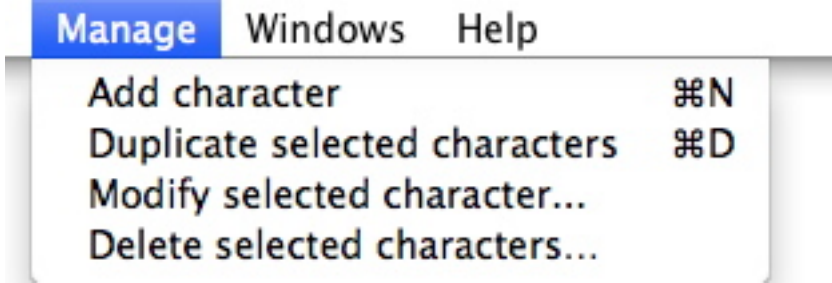 Manage Windows Help
Add character ⌘N
Duplicate selected characters ⌘D
Modify selected character...
Delete selected characters...